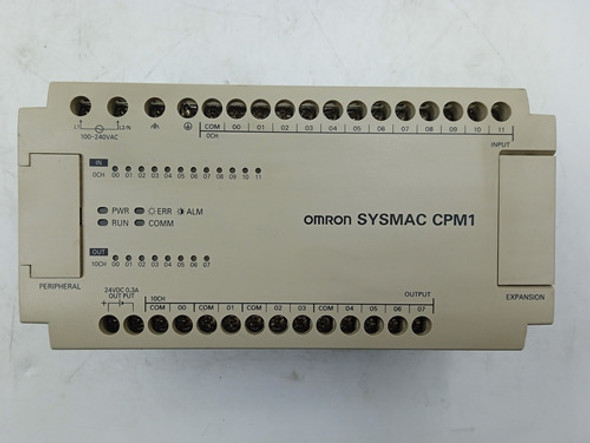 L1 L2/N COM 00 01 02 03 04 05 06 07 08 09 10 11
100-240VAC 0CH
INPUT
IN
0CH 00 01 02 03 04 05 06 07 08 09 10 11
PWR ERR ALM
RUN COMM
OMRON SYSMAC CPM1
OUT
10CH 00 01 02 03 04 05 06 07
PERIPHERAL
EXPANSION
24VDC 0.3A
OUTPUT
+ - 10CH OUTPUT
COM 00 COM 01 COM 02 03 COM 04 05 06 07